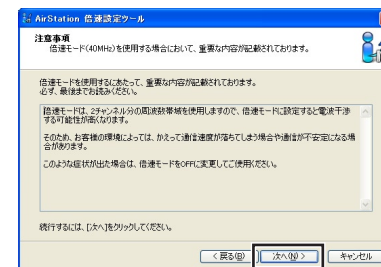 AirStation 倍速設定ツール
注意事項
倍速モード(40MHz)を使用する場合において、重要な内容が記載されております。
倍速モードを使用するにあたって、重要な内容が記載されております。
必ず、最後までお読みください。
倍速モードは、2チャンネル分の周波数帯域を使用しますので、倍速モードに設定すると電波干渉
する可能性が高くなります。
そのため、お客様の環境によっては、かえって通信速度が落ちてしまう場合や通信が不安定になる場
合があります。
このような症状が出た場合は、倍速モードをOFFに変更してご使用ください。
続行するには、[次へ]をクリックしてください。
< 戻る(B)
次へ(N) >
キャンセル